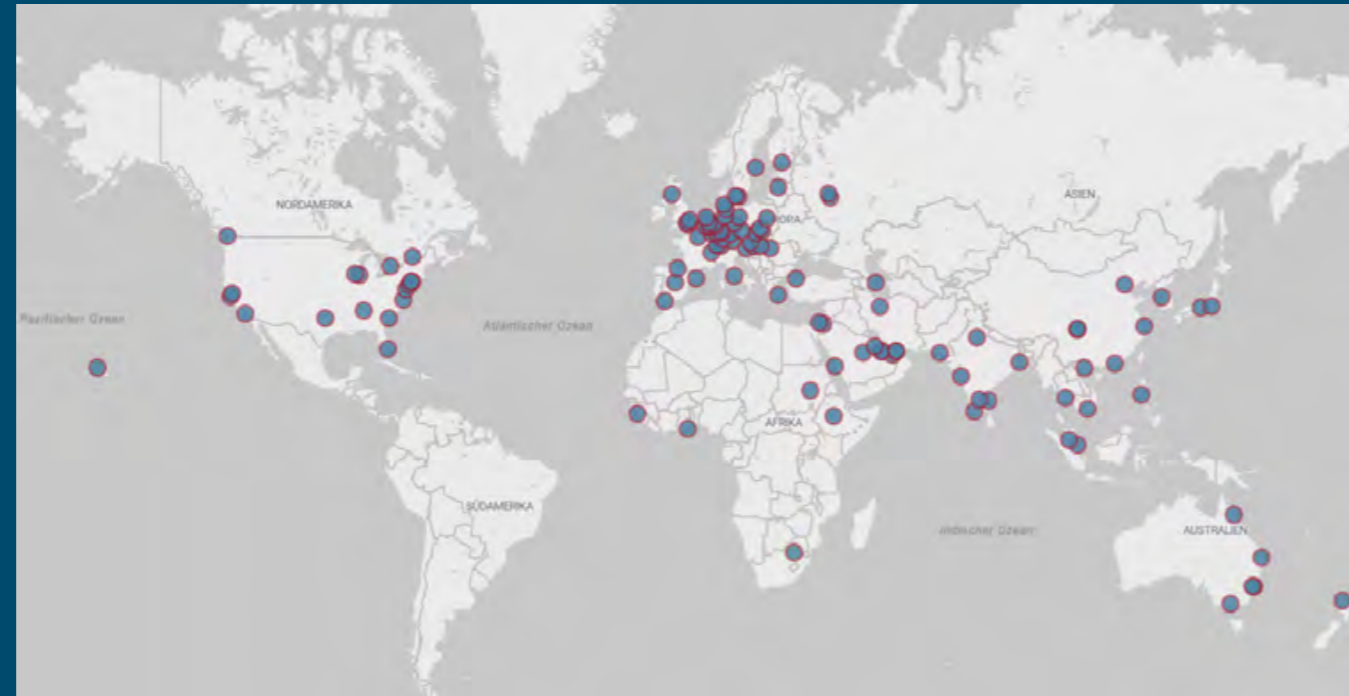 NORDAMERIKA
ASIEN
Pazifischer Ozean
Atlantischer Ozean
AFRIKA
SÜDAMERIKA
Indischer Ozean
AUSTRALIEN